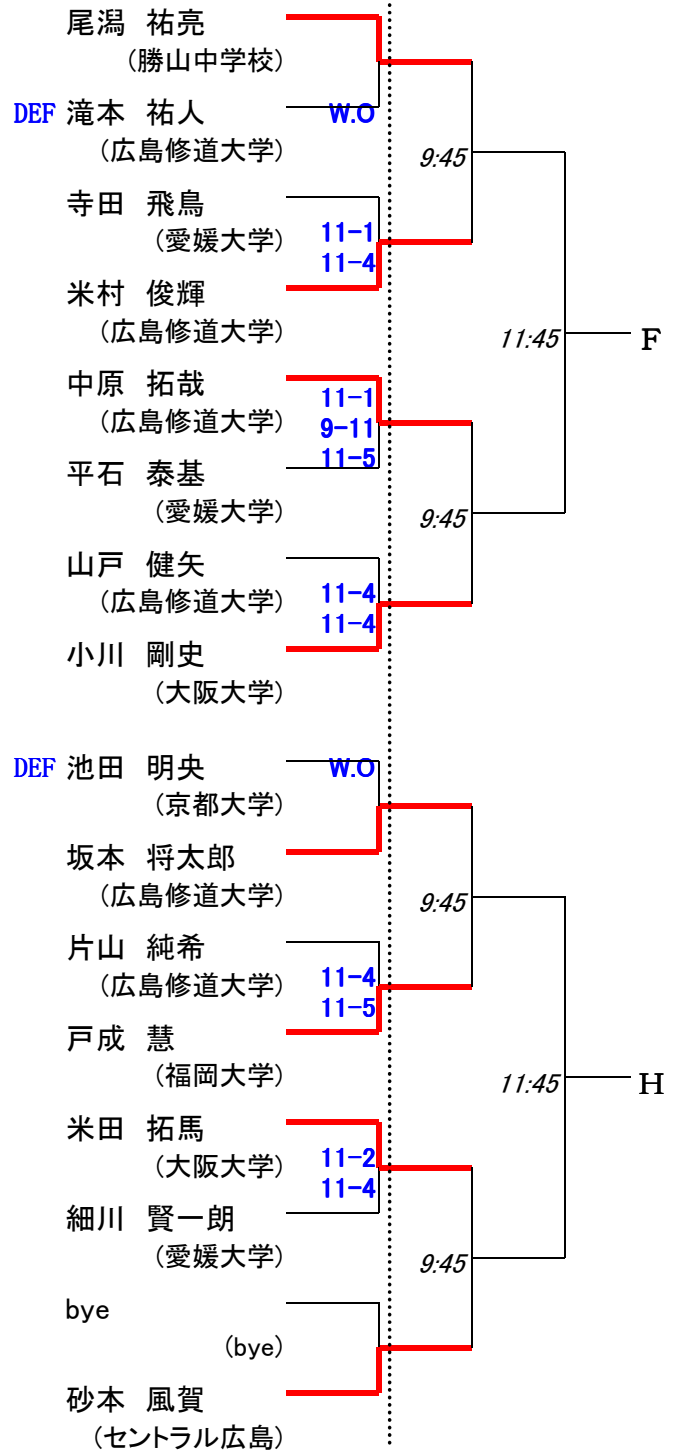 尾潟 祐亮
(勝山中学校)
DEF 滝本 祐人 W.O
(広島修道大学) 9:45
寺田 飛鳥
(愛媛大学) 11-1
11-4
米村 俊輝
(広島修道大学) 11:45 F
中原 拓哉
(広島修道大学) 11-1
9-11
11-5
平石 泰基
(愛媛大学) 9:45
山戸 健矢
(広島修道大学) 11-4
11-4
小川 剛史
(大阪大学)
DEF 池田 明央 W.O
(京都大学)
坂本 将太郎
(広島修道大学) 9:45
片山 純希
(広島修道大学) 11-4
11-5
戸成 慧
(福岡大学) 11:45 H
米田 拓馬
(大阪大学) 11-2
11-4
細川 賢一朗
(愛媛大学) 9:45
bye
(bye)
砂本 風賀
(セントラル広島)